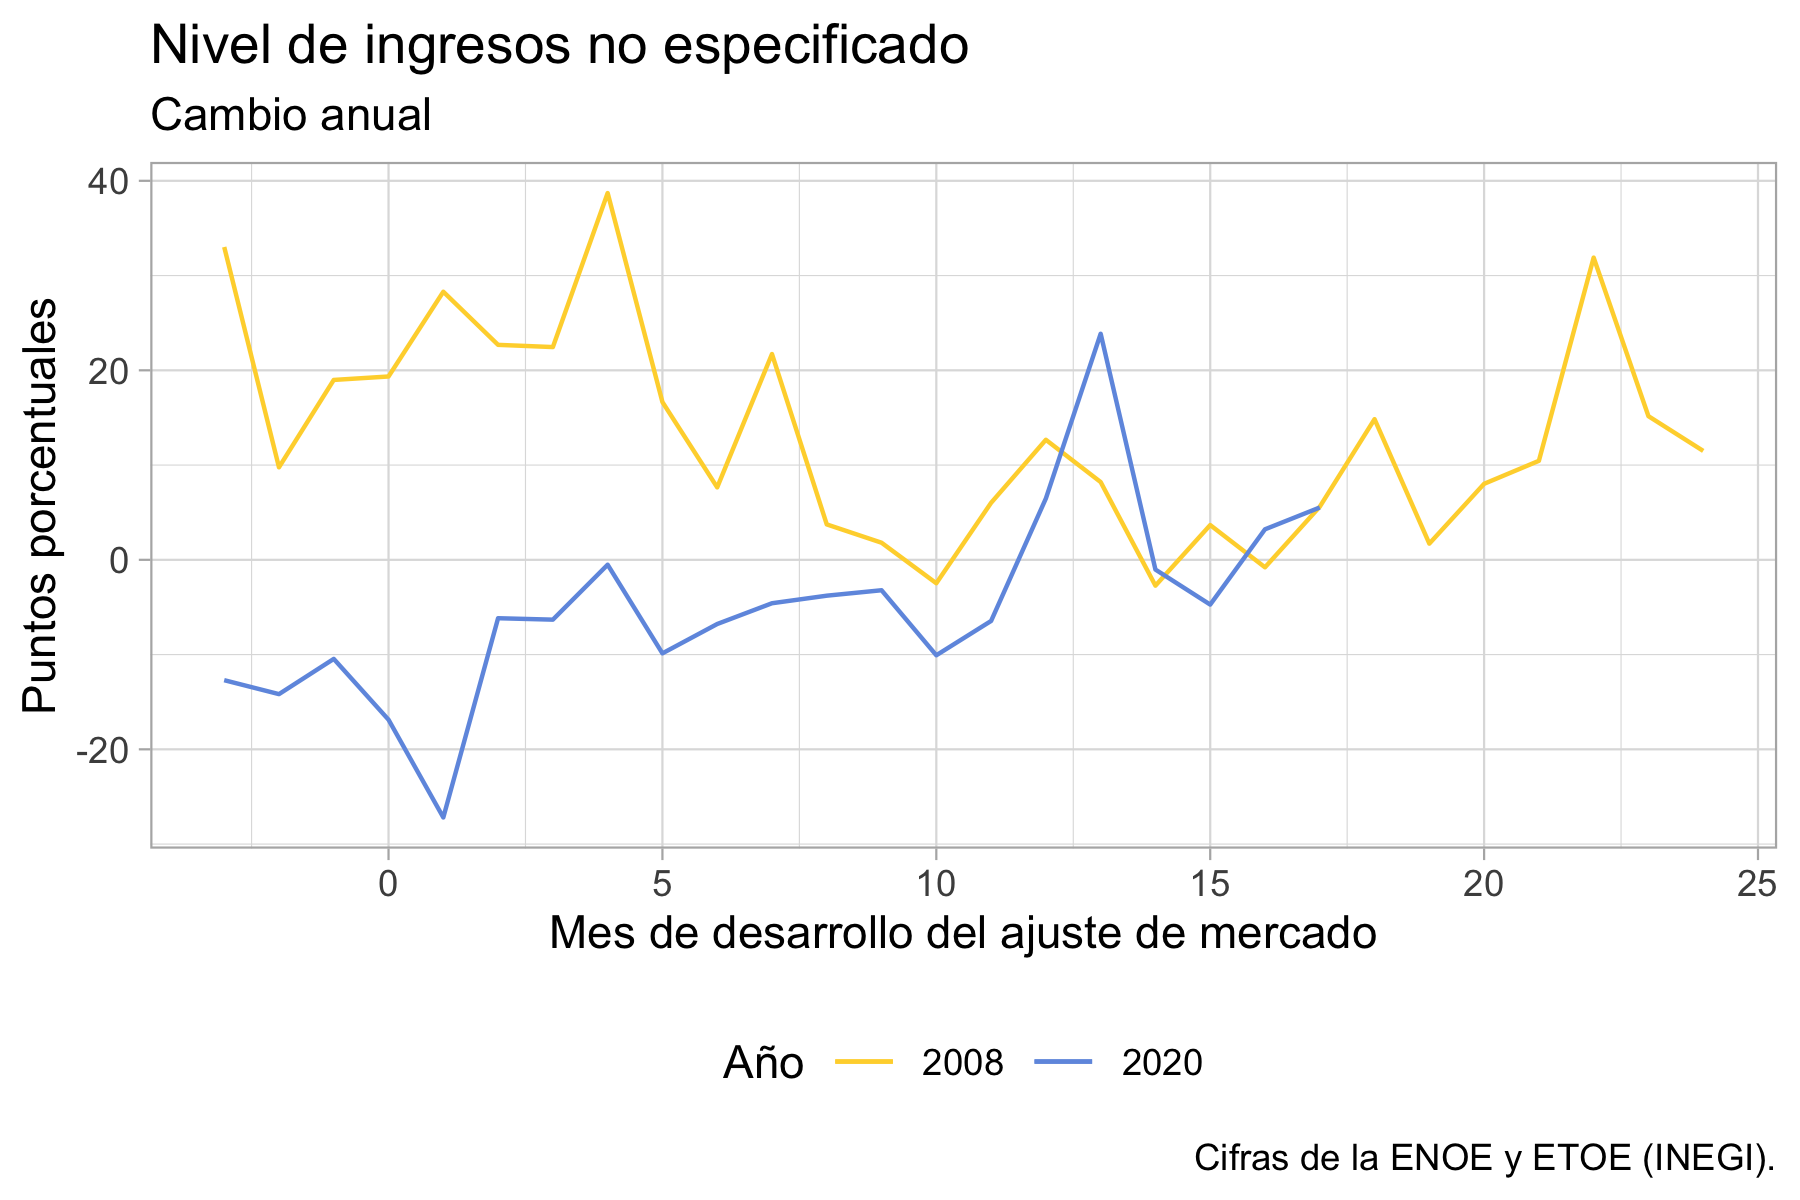 Nivel de ingresos no especificado
Cambio anual
Puntos porcentuales
40
20
0
-20
0 5 10 15 20 25
Mes de desarrollo del ajuste de mercado
Año 2008 2020
Cifras de la ENOE y ETOE (INEGI).